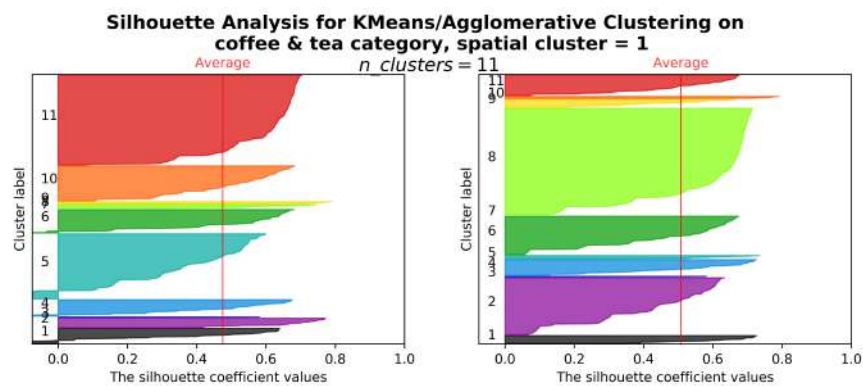 Silhouette Analysis for KMeans/Agglomerative Clustering on
coffee & tea category, spatial cluster = 1
n_clusters = 11
Average
Average
Cluster label
11
10
6
5
4
2
1
0.0 0.2 0.4 0.6 0.8 1.0
The silhouette coefficient values
Cluster label
11
10
9
8
7
6
5
4
3
2
1
0.0 0.2 0.4 0.6 0.8 1.0
The silhouette coefficient values